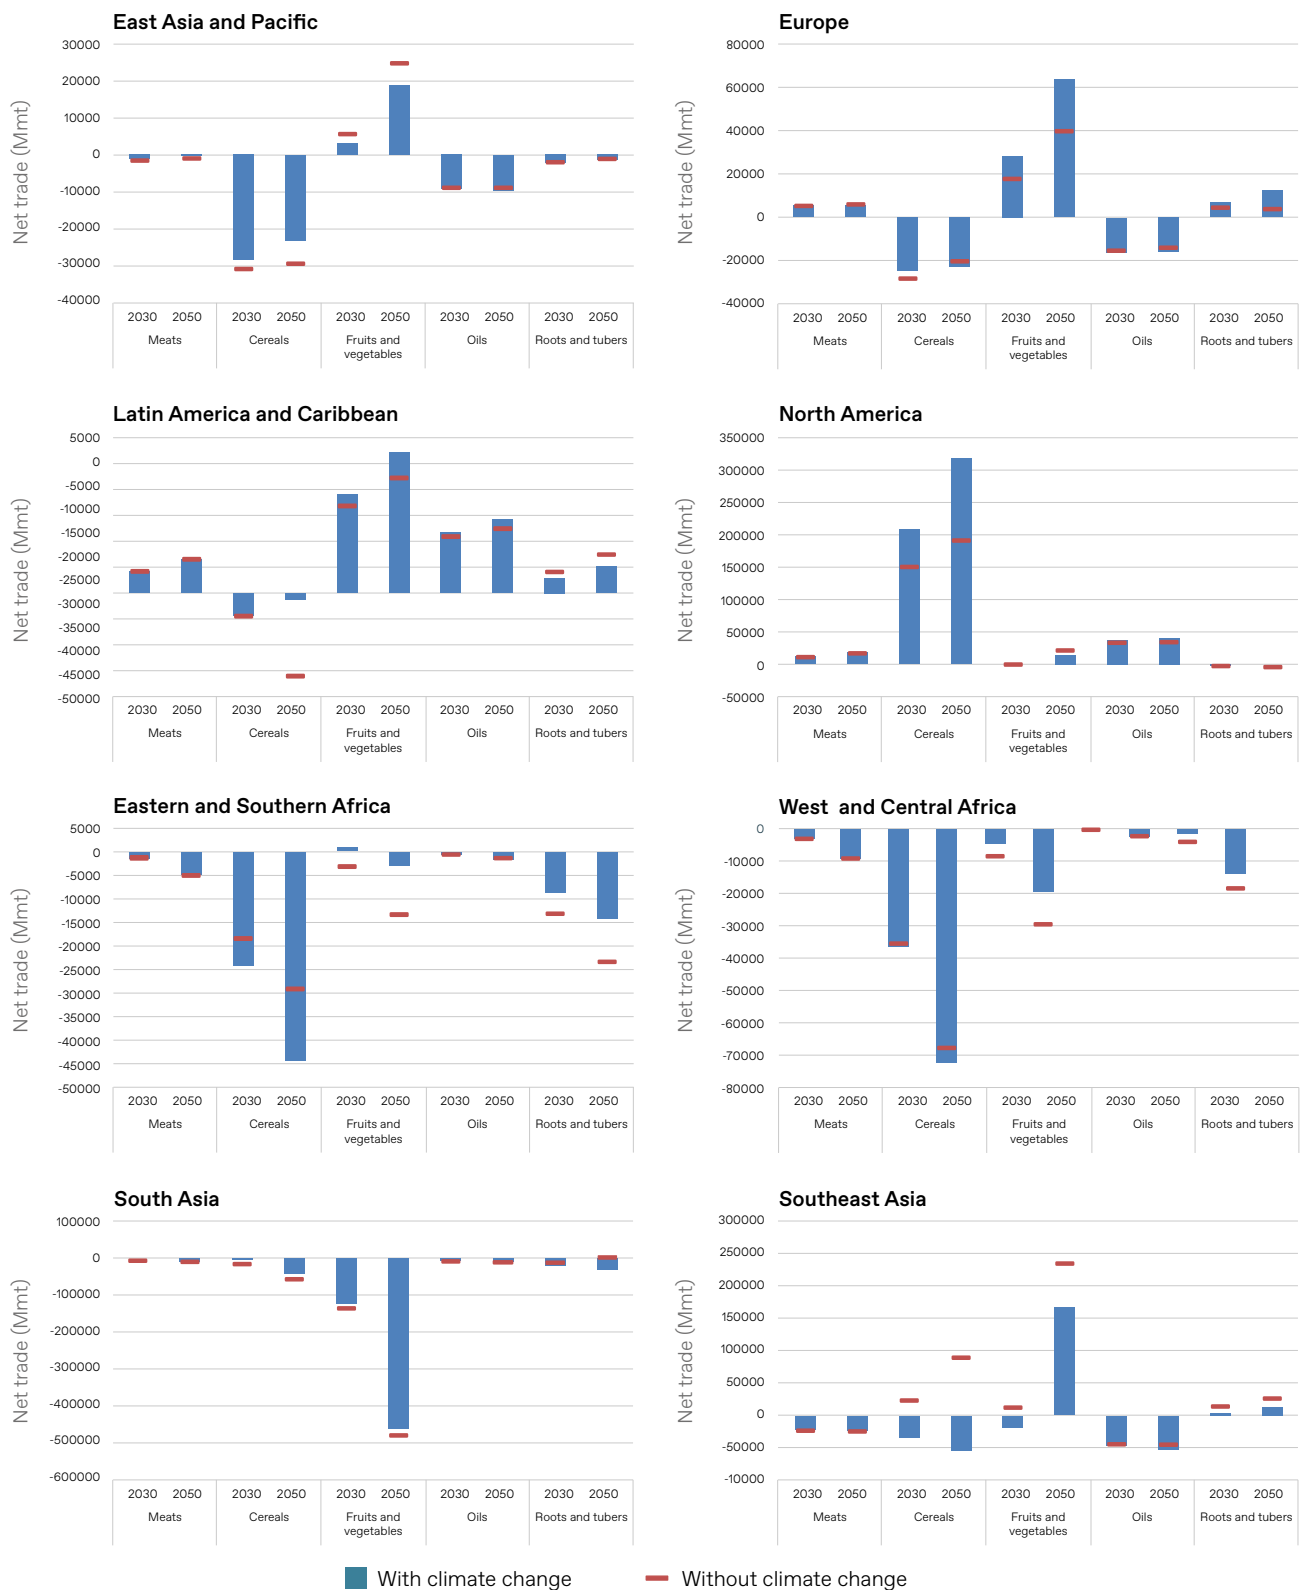 East Asia and Pacific
Net trade (Mmt)
30000
20000
10000
0
-10000
-20000
-30000
-40000
2030 2050 2030 2050 2030 2050 2030 2050 2030 2050
Meats Cereals Fruits and vegetables Oils Roots and tubers
Europe
Net trade (Mmt)
80000
60000
40000
20000
0
-20000
-40000
2030 2050 2030 2050 2030 2050 2030 2050 2030 2050
Meats Cereals Fruits and vegetables Oils Roots and tubers
Latin America and Caribbean
Net trade (Mmt)
5000
0
-5000
-10000
15000
-20000
-25000
-30000
-35000
-40000
-45000
-50000
2030 2050 2030 2050 2030 2050 2030 2050 2030 2050
Meats Cereals Fruits and vegetables Oils Roots and tubers
North America
Net trade (Mmt)
350000
300000
250000
200000
150000
100000
50000
0
-50000
2030 2050 2030 2050 2030 2050 2030 2050 2030 2050
Meats Cereals Fruits and vegetables Oils Roots and tubers
Eastern and Southern Africa
Net trade (Mmt)
5000
0
-5000
-10000
15000
-20000
-25000
-30000
-35000
-40000
-45000
-50000
2030 2050 2030 2050 2030 2050 2030 2050 2030 2050
Meats Cereals Fruits and vegetables Oils Roots and tubers
West and Central Africa
Net trade (Mmt)
0
-10000
-20000
-30000
-40000
-50000
-60000
-70000
-80000
2030 2050 2030 2050 2030 2050 2030 2050 2030 2050
Meats Cereals Fruits and vegetables Oils Roots and tubers
South Asia
Net trade (Mmt)
100000
0
-100000
-200000
-300000
-400000
-500000
-600000
2030 2050 2030 2050 2030 2050 2030 2050 2030 2050
Meats Cereals Fruits and vegetables Oils Roots and tubers
Southeast Asia
Net trade (Mmt)
300000
250000
200000
150000
100000
50000
0
-50000
-10000
2030 2050 2030 2050 2030 2050 2030 2050 2030 2050
Meats Cereals Fruits and vegetables Oils Roots and tubers
With climate change Without climate change